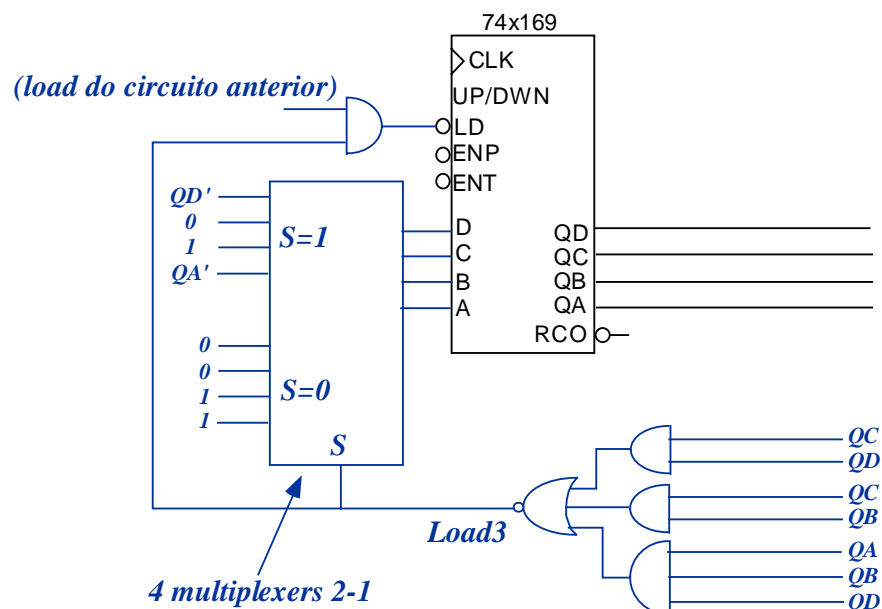 74x169
CLK
(load do circuito anterior)
UP/DWN
LD
ENP
ENT
QD'
0
1
QA'
S=1
D
C
B
A
QD
QC
QB
QA
RCO
0
0
1
1
S=0
S
QC
QD
QC
QB
Load3
QA
QB
QD
4 multiplexers 2-1